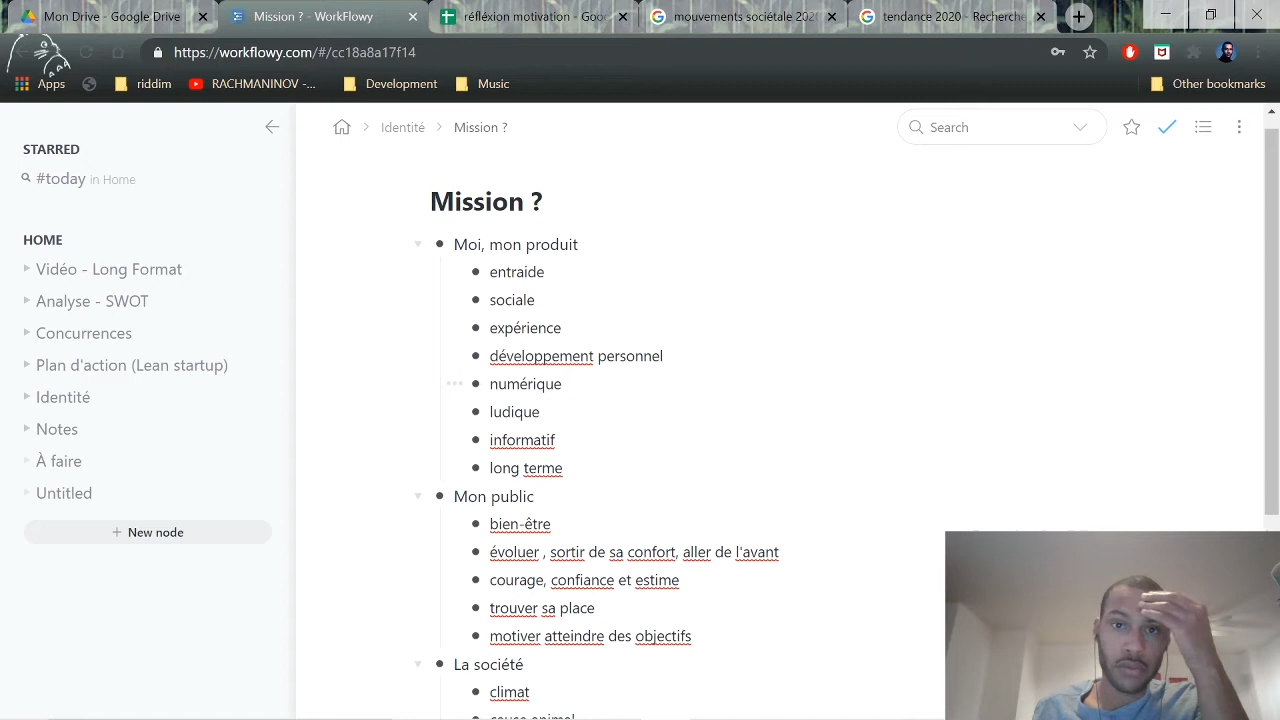 Mon Drive - Google Drive
Mission ? - WorkFlowy
réfléxion motivation - Goo
mouvements sociétale 202
tendance 2020 - Recherche
https://workflowy.com/#/cc18a8a17f14
Apps
riddim
RACHMANINOV -...
Development
Music
Other bookmarks
Identité
Mission ?
Search
STARRED
#today in Home
HOME
Vidéo - Long Format
Analyse - SWOT
Concurrences
Plan d'action (Lean startup)
Identité
Notes
À faire
Untitled
+ New node
Mission ?
Moi, mon produit
entraide
sociale
expérience
développement personnel
numérique
ludique
informatif
long terme
Mon public
bien-être
évoluer , sortir de sa confort, aller de l'avant
courage, confiance et estime
trouver sa place
motiver atteindre des objectifs
La société
climat
cause animal